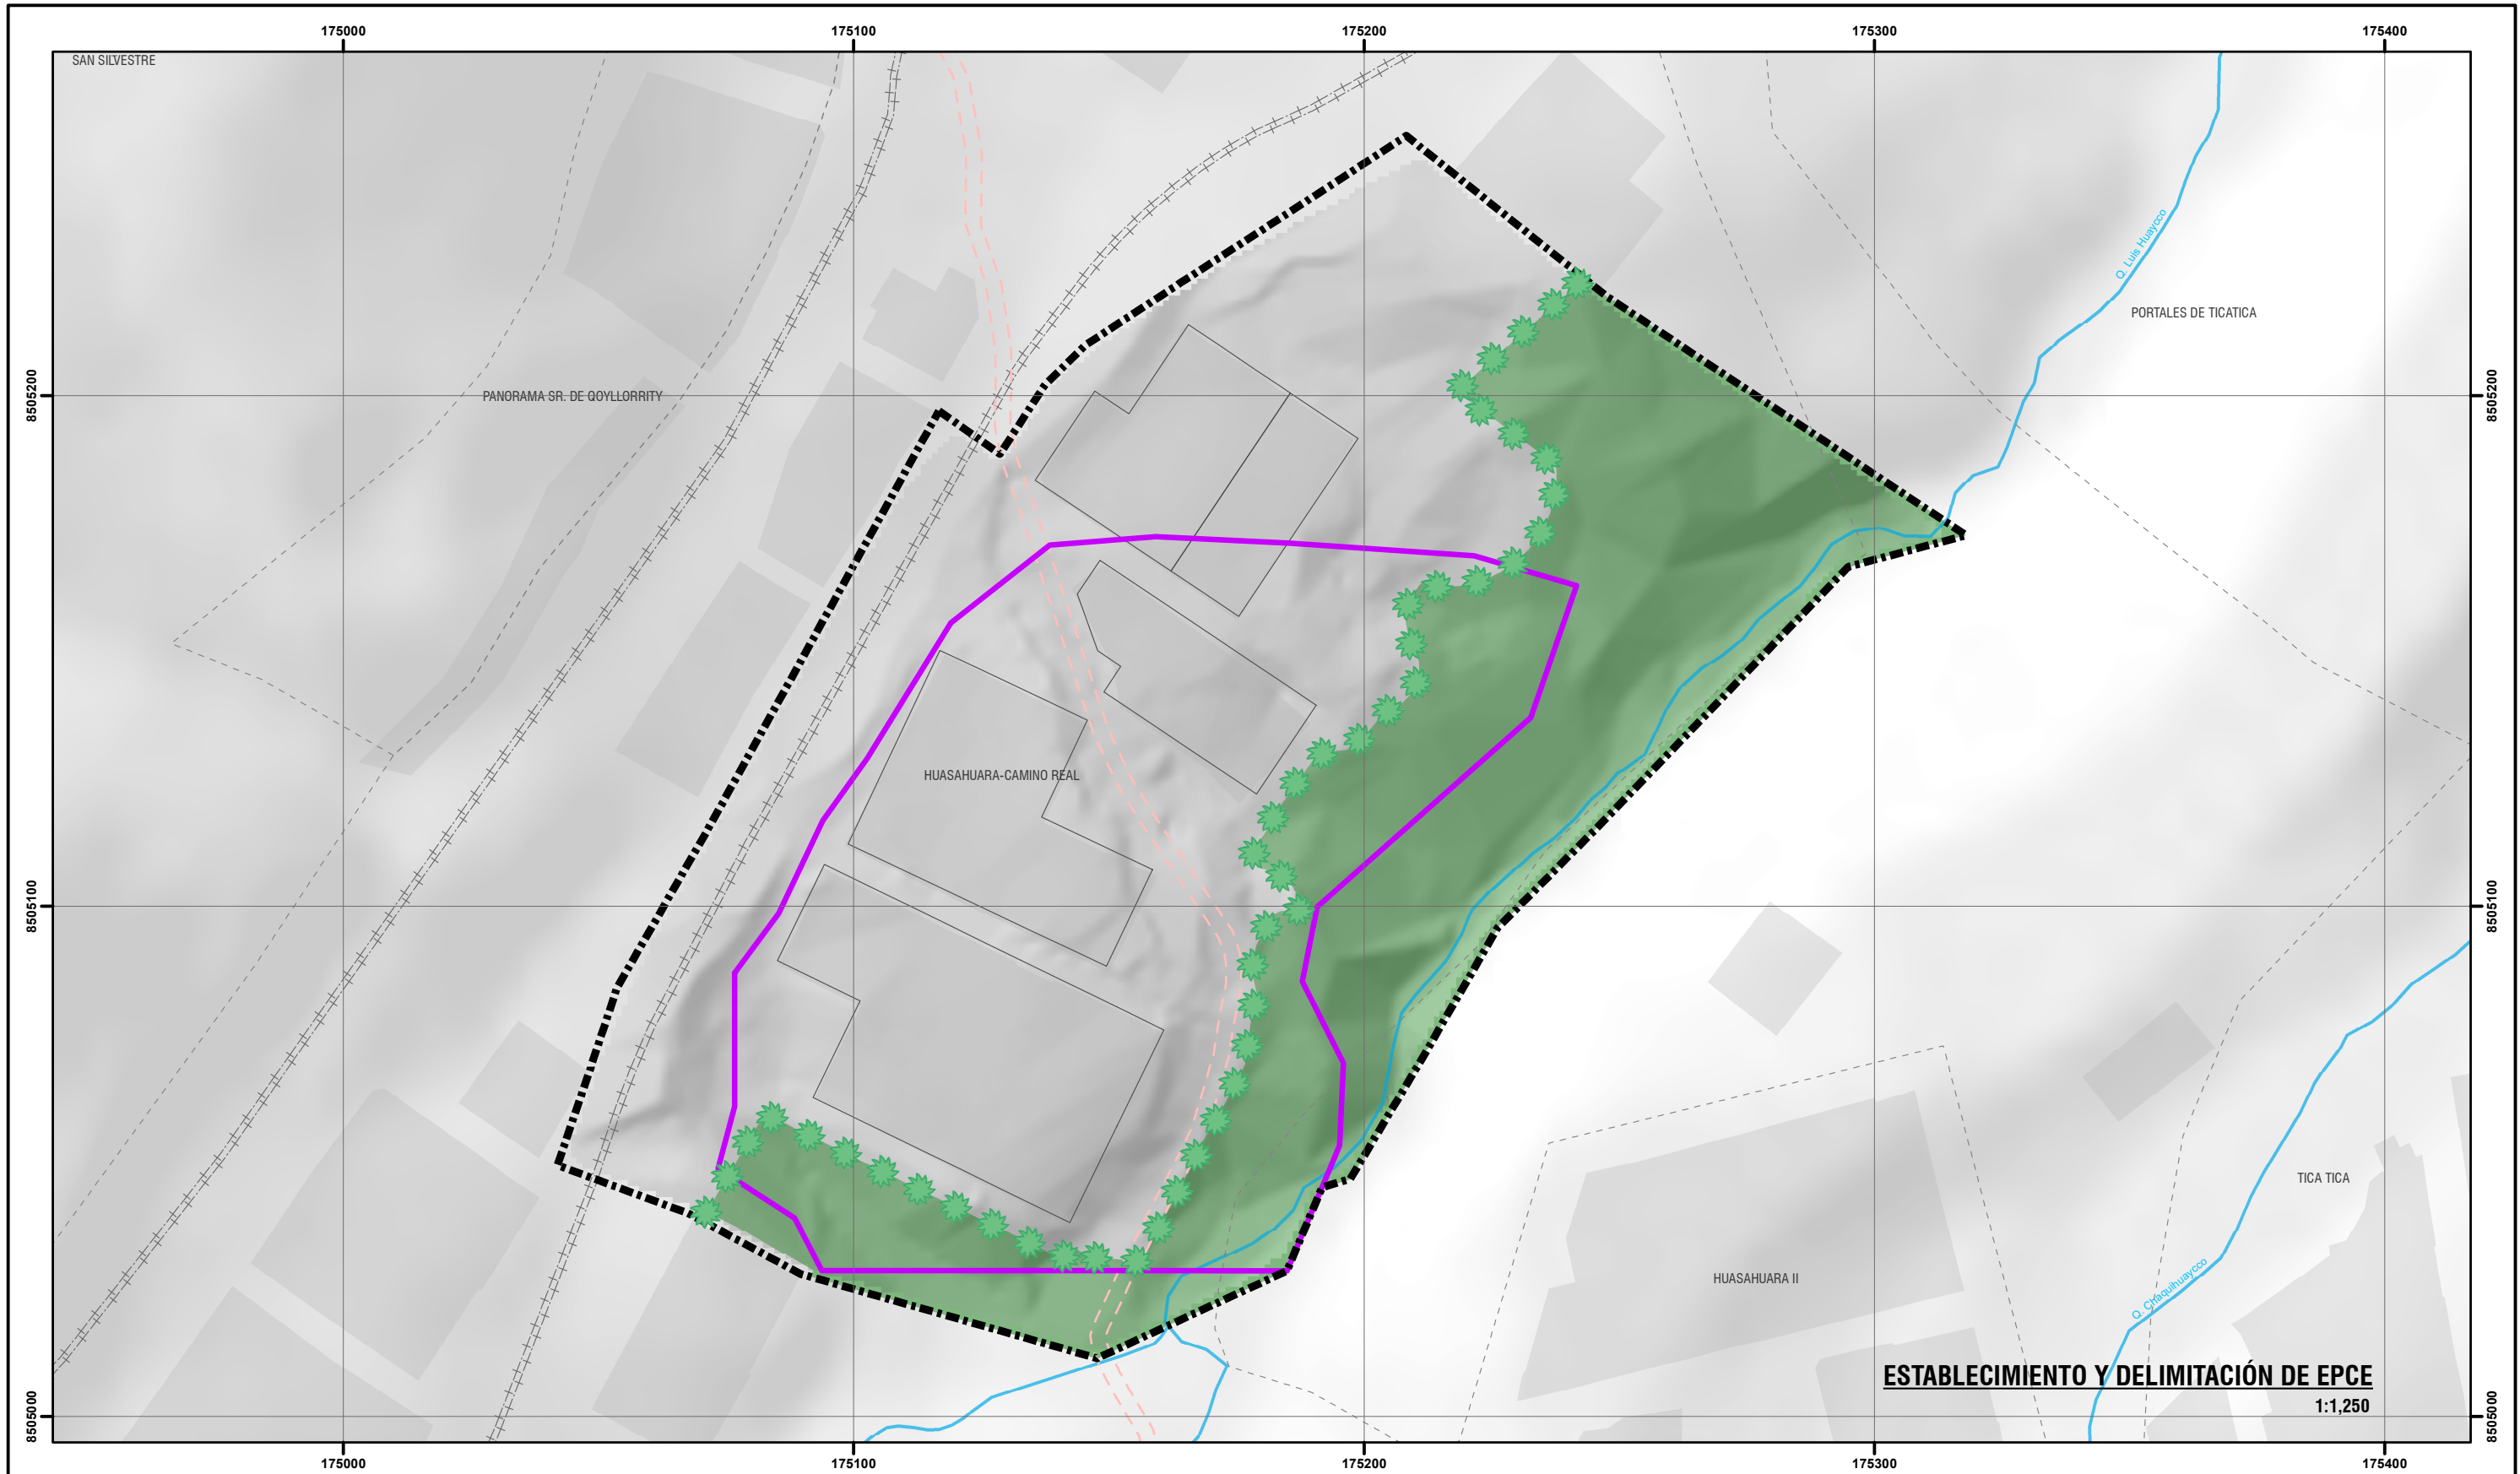 175000
175100
175200
175300
175400
SAN SILVESTRE
Q. Luis Huaycco
PORTALES DE TICATICA
8505200
PANORAMA SR. DE QOYLLORRITY
8505200
HUASAHUARA-CAMINO REAL
8505100
8505100
TICA TICA
Q. Chaquihuaycco
HUASAHUARA II
ESTABLECIMIENTO Y DELIMITACIÓN DE EPCE
1:1,250
8505000
8505000
175000
175100
175200
175300
175400